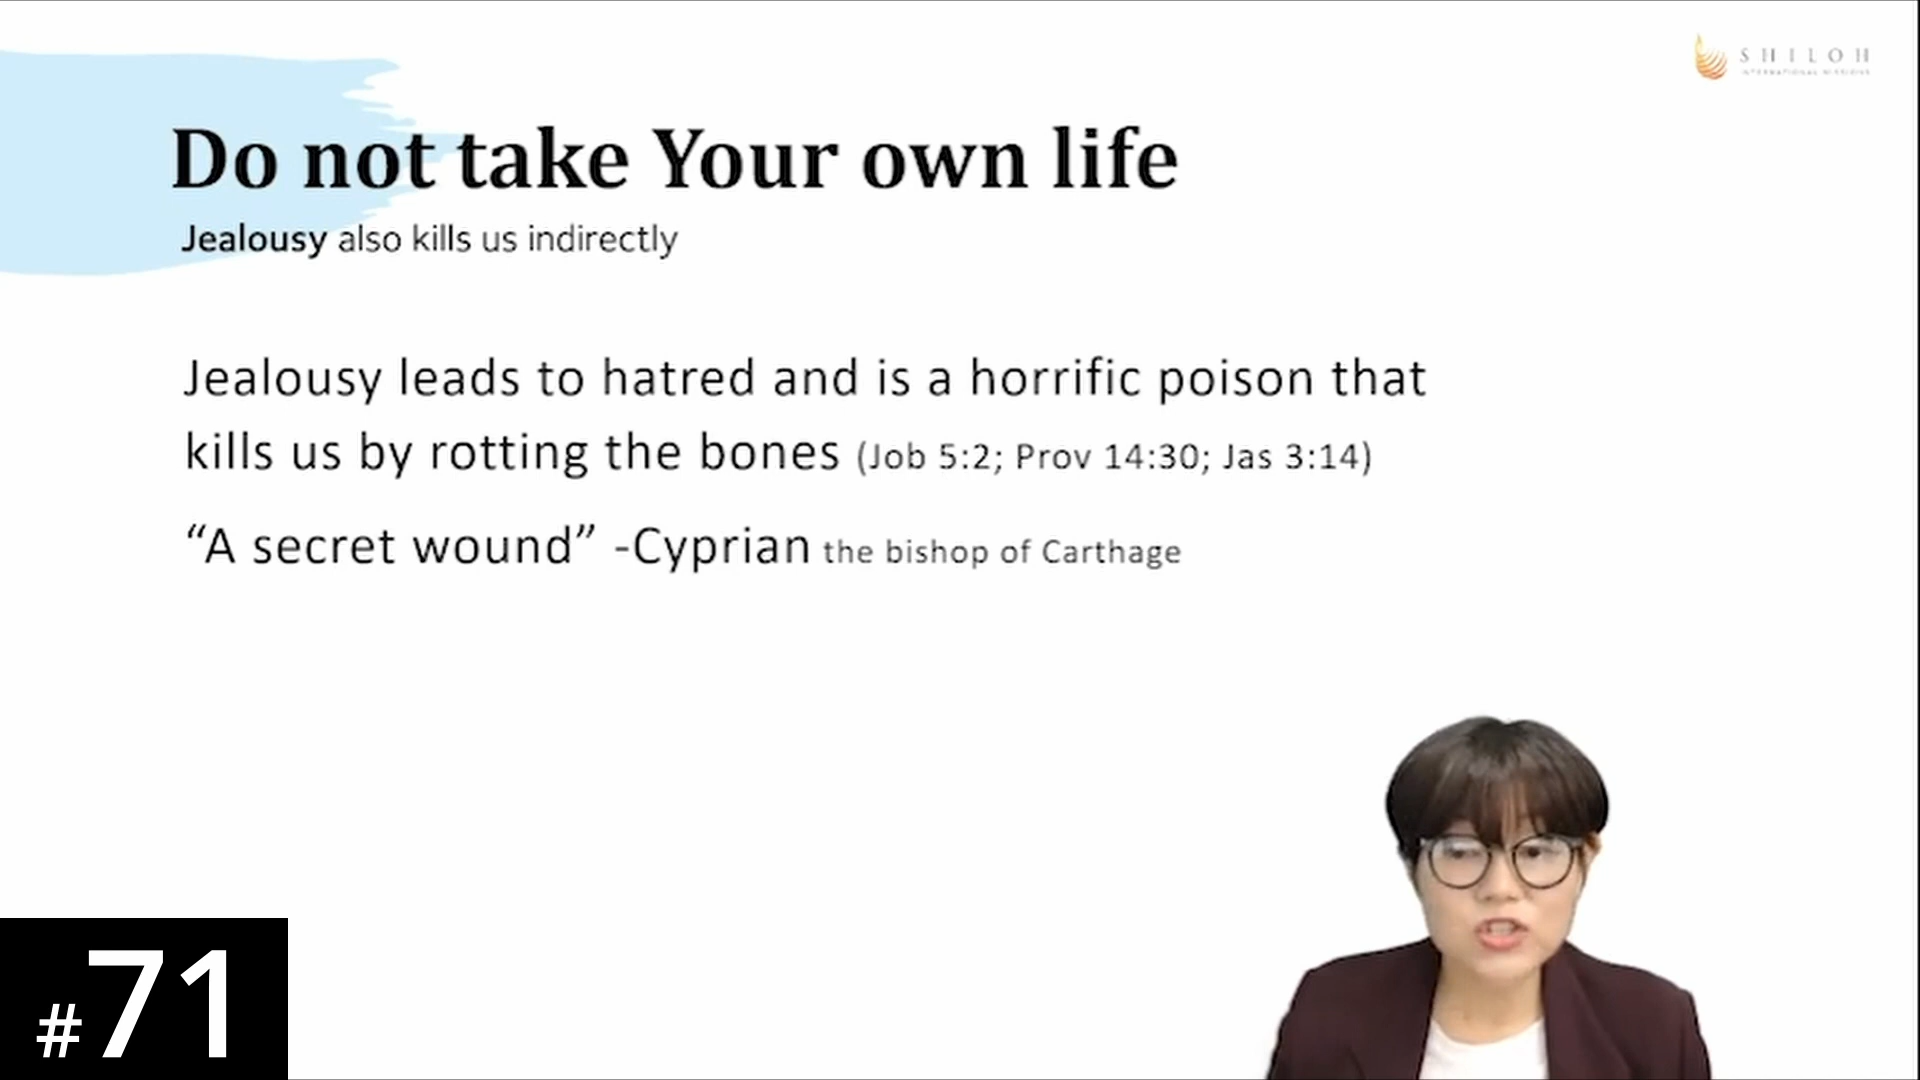 SHILOH
INTERNATIONAL MISSIONS
Do not take Your own life
Jealousy also kills us indirectly
Jealousy leads to hatred and is a horrific poison that
kills us by rotting the bones (Job 5:2; Prov 14:30; Jas 3:14)
“A secret wound” -Cyprian the bishop of Carthage
#71